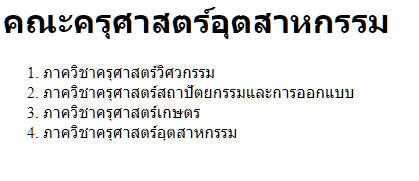 คณะครุศาสตร์อุตสาหกรรม
1. ภาควิชาครุศาสตร์วิศวกรรม
2. ภาควิชาครุศาสตร์สถาปัตยกรรมและการออกแบบ
3. ภาควิชาครุศาสตร์เกษตร
4. ภาควิชาครุศาสตร์อุตสาหกรรม